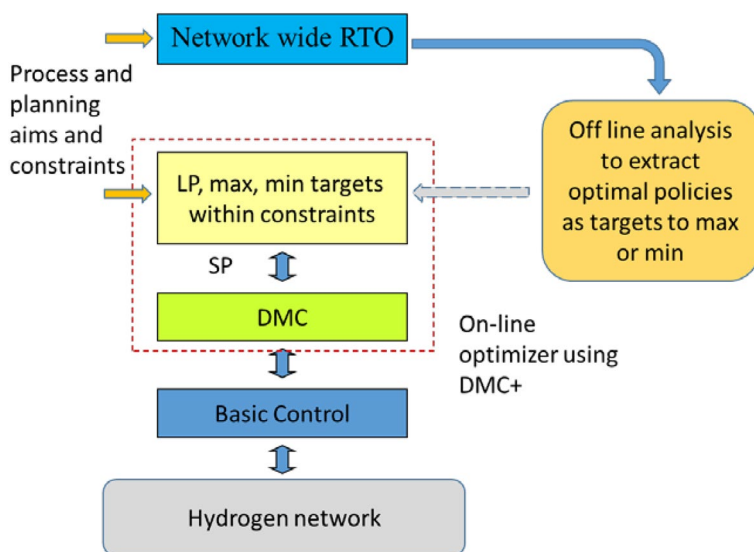 Network wide RTO
Process and
planning
aims and
constraints
Off line analysis
to extract
optimal policies
as targets to max
or min
LP, max, min targets
within constraints
SP
DMC
On-line
optimizer using
DMC+
Basic Control
Hydrogen network